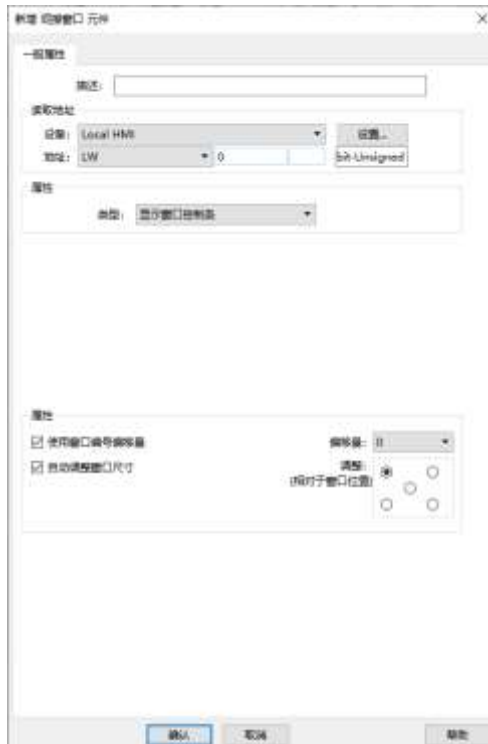 新增 间接窗口 元件
一般属性
描述:
读取地址
设备: Local HMI 设置...
地址: LW 0 bit-Unsigned
属性
类型: 显示窗口控制条
属性
使用窗口编号偏移量 偏移量: 0
自动调整窗口尺寸 调整:
(相对于窗口位置)
确认 取消 帮助